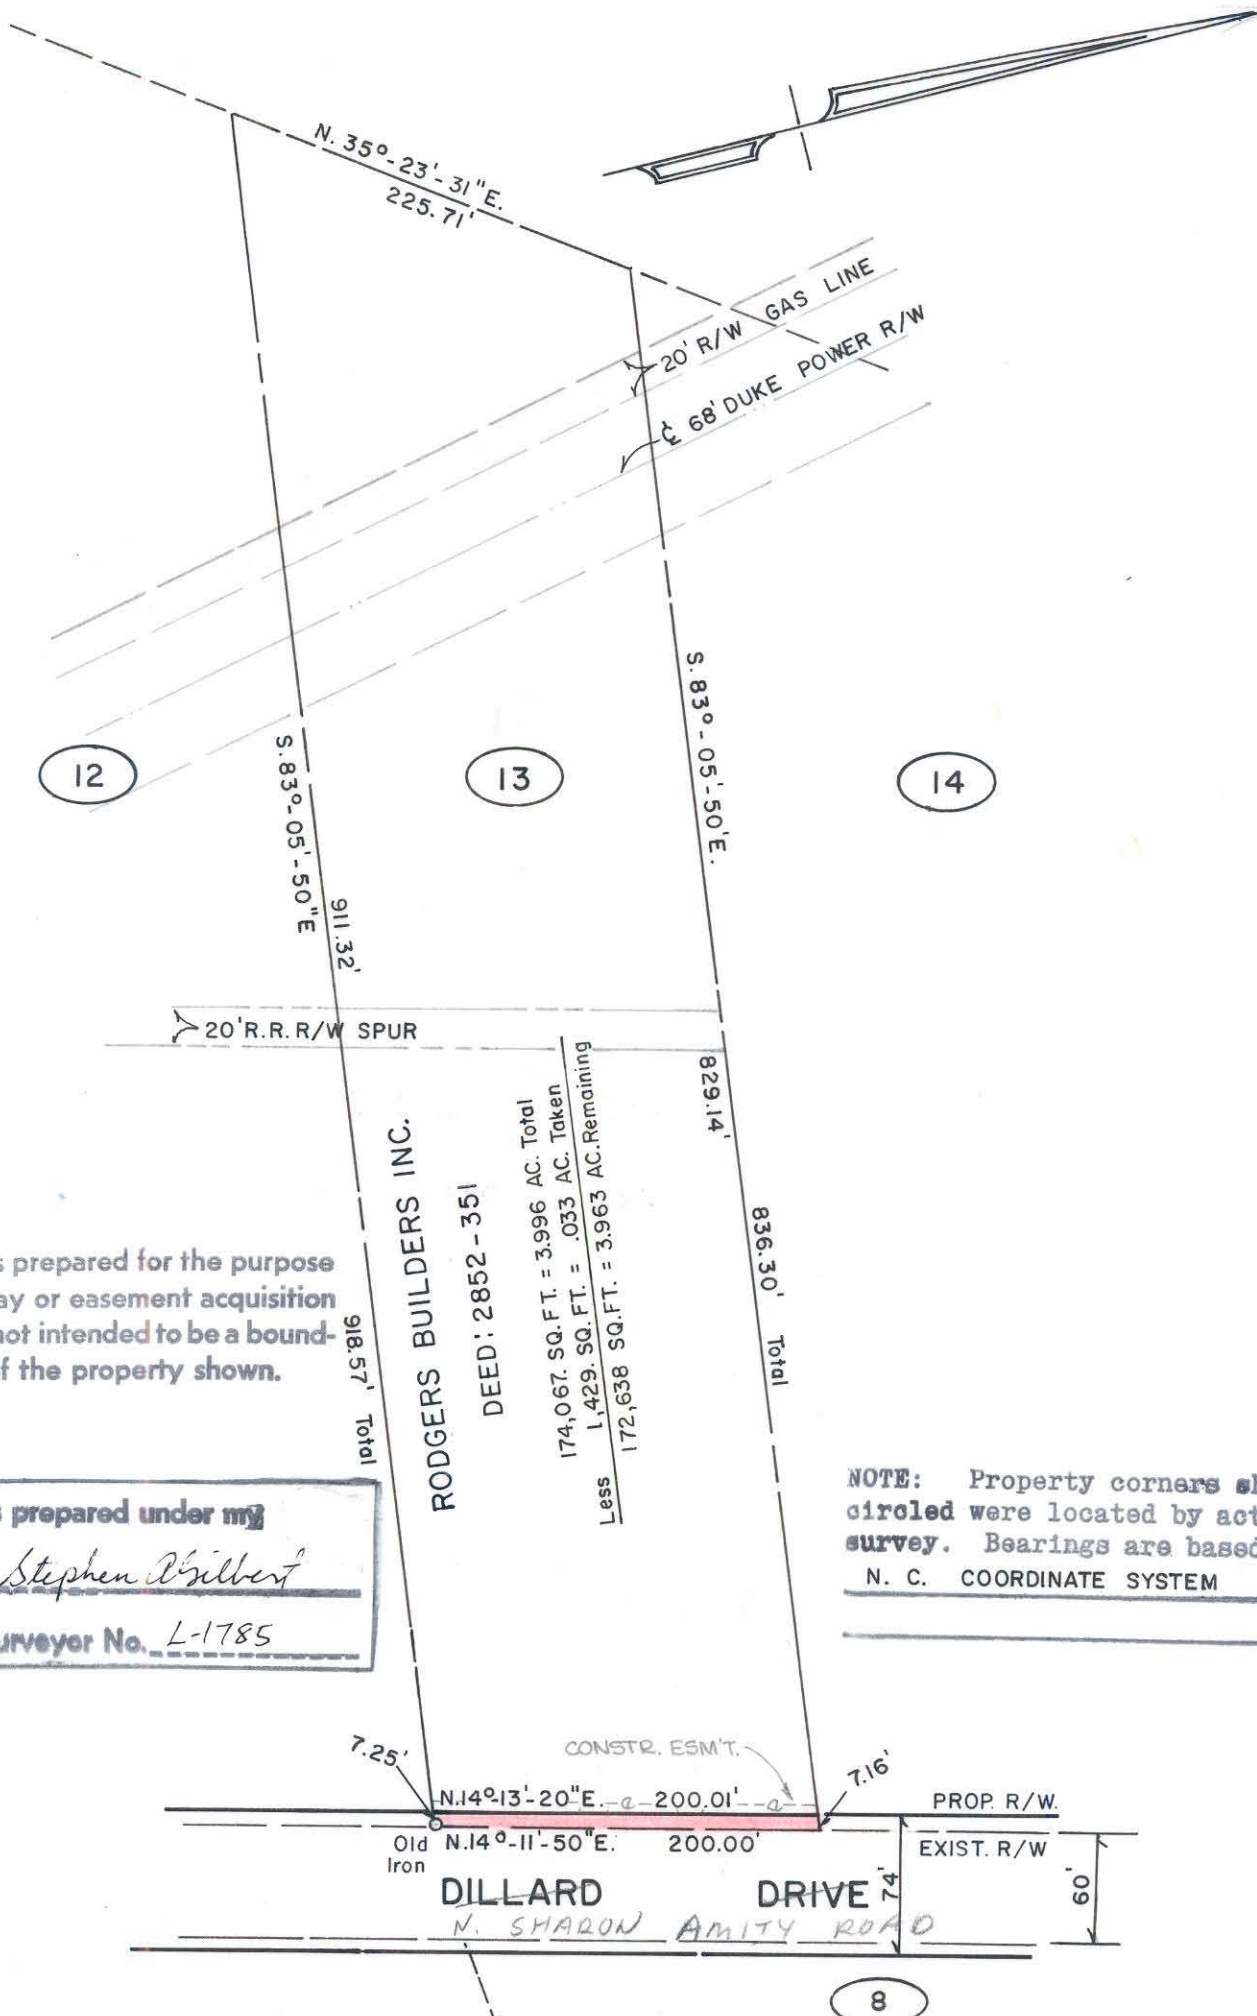 N. 35°-23'-31"E.
225.71'
20' R/W GAS LINE
℄ 68' DUKE POWER R/W
S. 83°-05'-50'E.
12
13
14
S. 83°-05'-50"E
911.32'
20' R.R. R/W SPUR
829.14'
836.30' Total
918.57' Total
RODGERS BUILDERS INC.
DEED: 2852-351
174,067. SQ.FT. = 3.996 AC. Total
Less 1,429. SQ. FT. = .033 AC. Taken
172,638 SQ.FT. = 3.963 AC.Remaining
s prepared for the purpose
ay or easement acquisition
not intended to be a bound-
f the property shown.
s prepared under my
Stephen
urveyor No. L-1785
NOTE: Property corners s
circled were located by act
survey. Bearings are based
N. C. COORDINATE SYSTEM
7.25'
CONSTR. ESM'T.
7.16'
N.14°-13'-20"E. 200.01'
PROP. R/W.
Old
Iron
N.14°-11'-50"E. 200.00'
EXIST. R/W
DILLARD DRIVE
74'
60'
N. SHARON AMITY ROAD
8